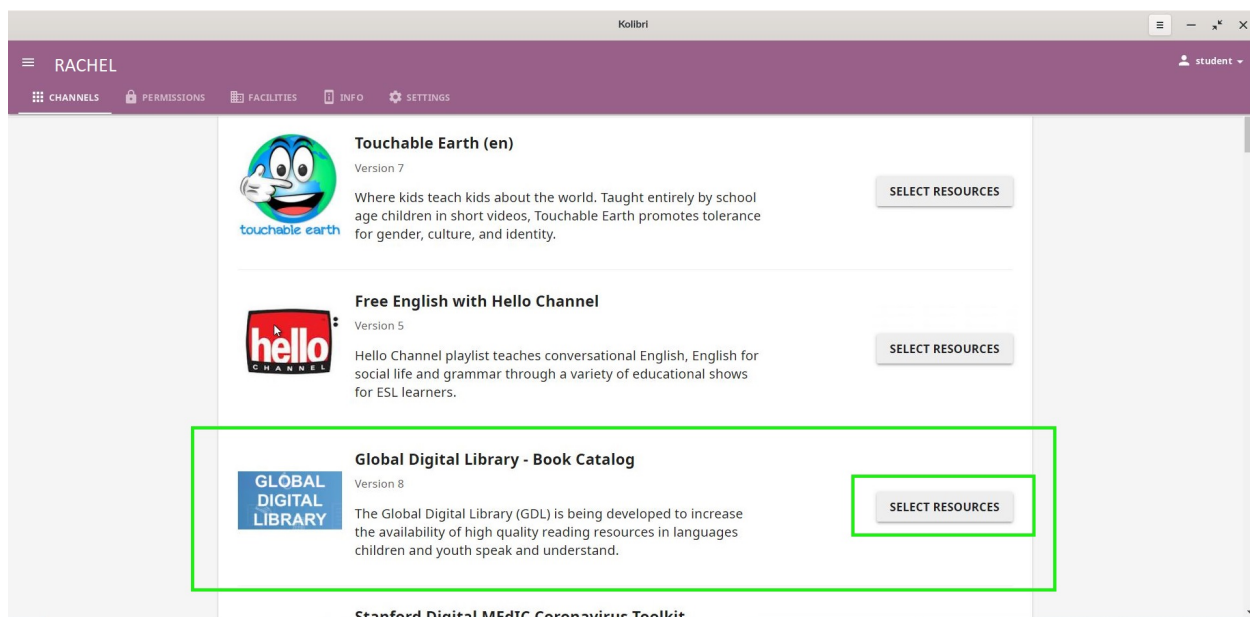 Kolibri
RACHEL
student
CHANNELS PERMISSIONS FACILITIES INFO SETTINGS
touchable earth
Touchable Earth (en)
Version 7
Where kids teach kids about the world. Taught entirely by school
age children in short videos, Touchable Earth promotes tolerance
for gender, culture, and identity.
SELECT RESOURCES
hello
CHANNEL
Free English with Hello Channel
Version 5
Hello Channel playlist teaches conversational English, English for
social life and grammar through a variety of educational shows
for ESL learners.
SELECT RESOURCES
GLOBAL
DIGITAL
LIBRARY
Global Digital Library - Book Catalog
Version 8
The Global Digital Library (GDL) is being developed to increase
the availability of high quality reading resources in languages
children and youth speak and understand.
SELECT RESOURCES
Stanford Digital MEdIC Coronavirus Toolkit